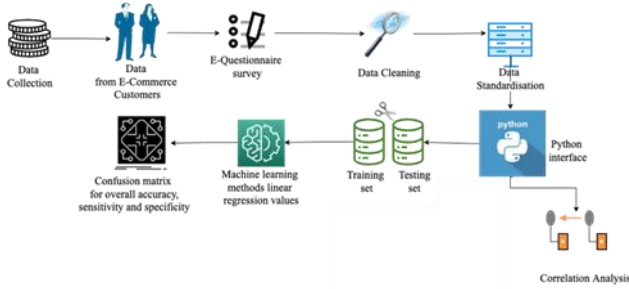 Data
Collection
Data
from E-Commerce
Customers
E-Questionnaire
survey
Data Cleaning
Data
Standardisation
python
Python
interface
Training
set
Testing
set
Machine learning
methods linear
regression values
Confusion matrix
for overall accuracy,
sensitivity and specificity
Correlation Analysis